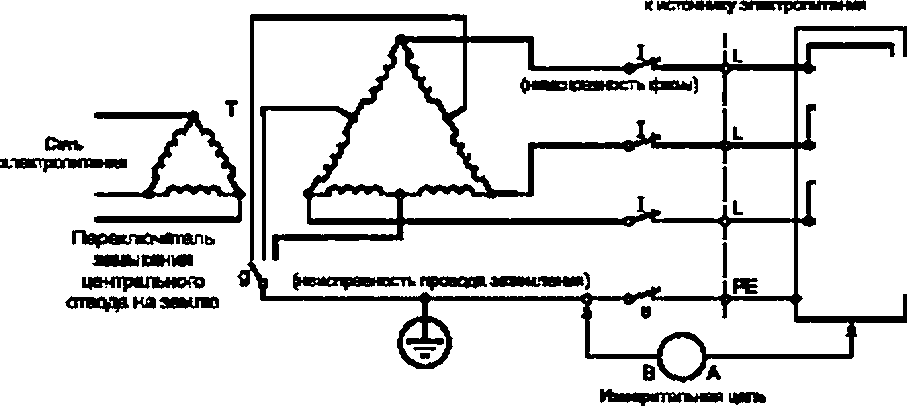 к источнику электропитания
I
L
(неисправность фазы)
T
Сеть
электропитания
I
L
I
L
Переключатель
замыкания
центрального
отвода на землю
g
(неисправность провода заземления)
e
PE
B
A
Измерительная цепь